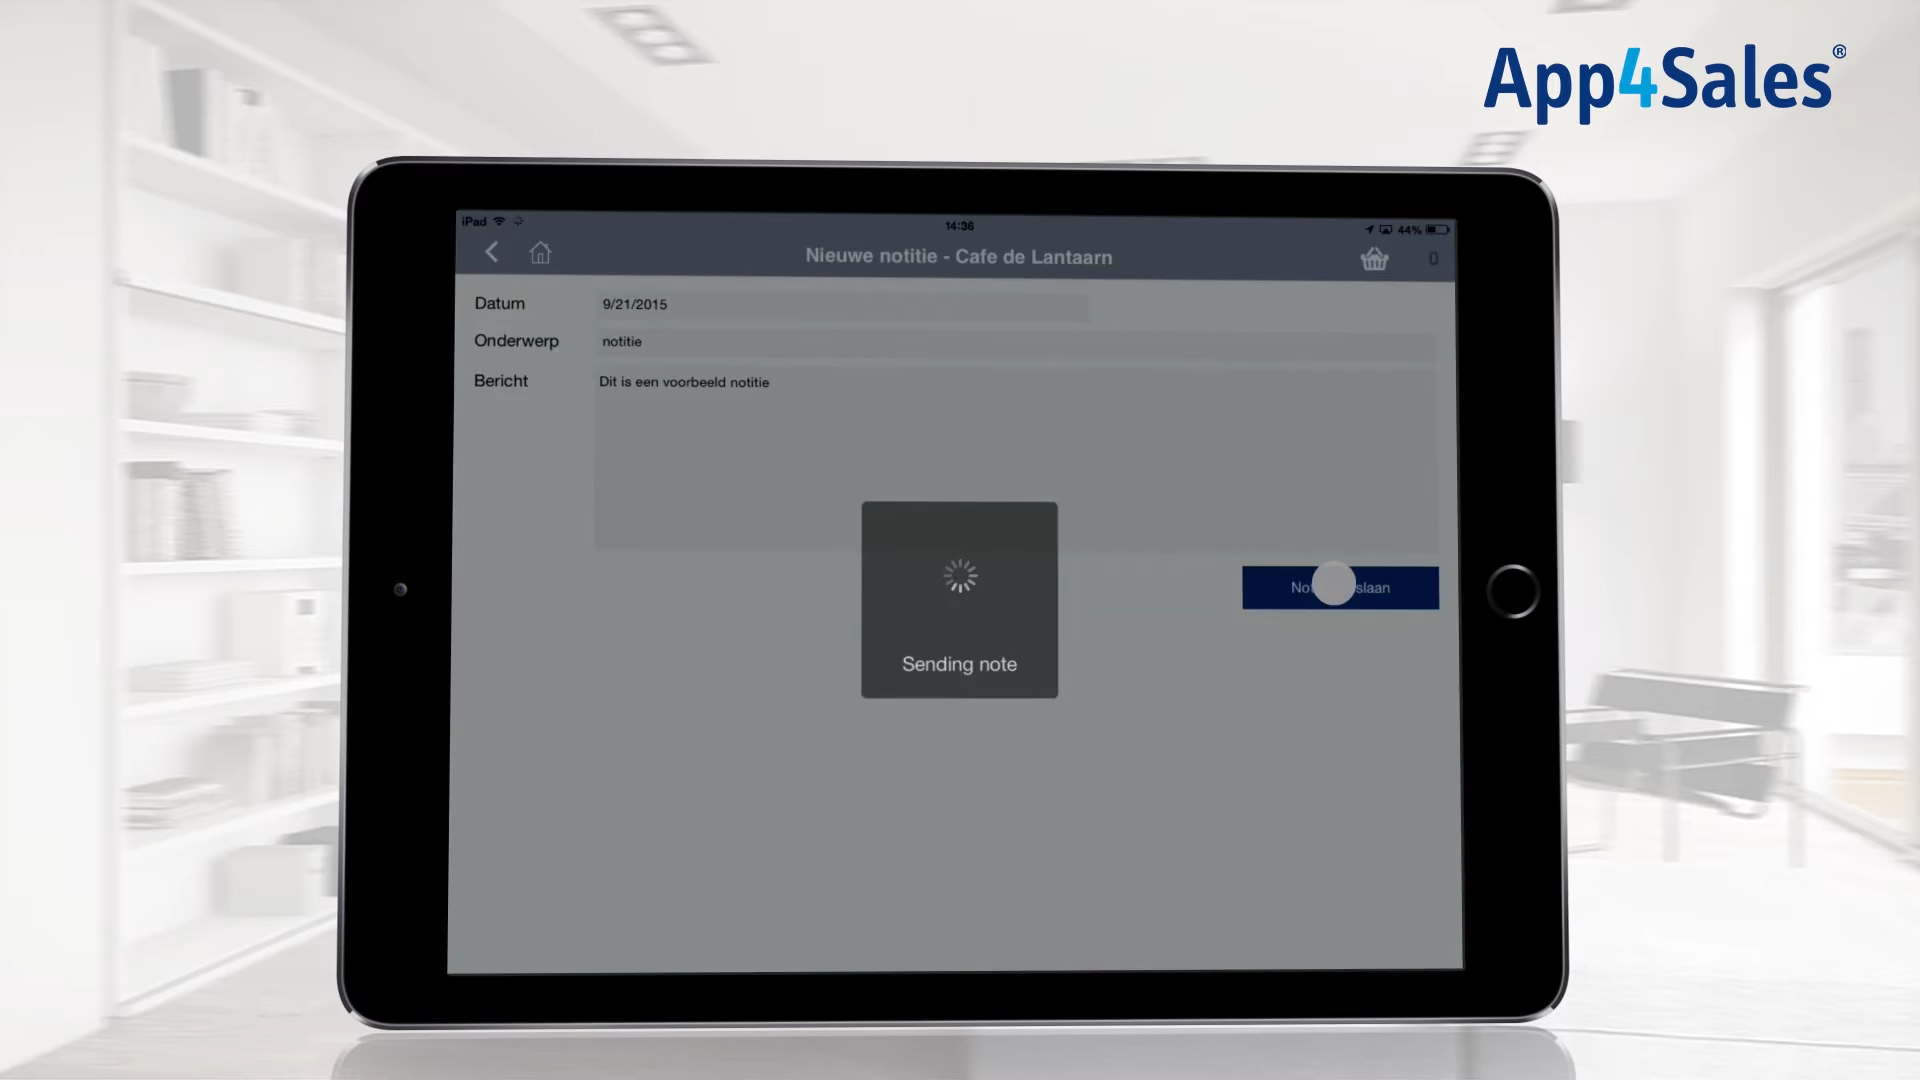 App4Sales®
iPad
14:36
44%
Nieuwe notitie - Cafe de Lantaarn
0
Datum
9/21/2015
Onderwerp
notitie
Bericht
Dit is een voorbeeld notitie
Sending note